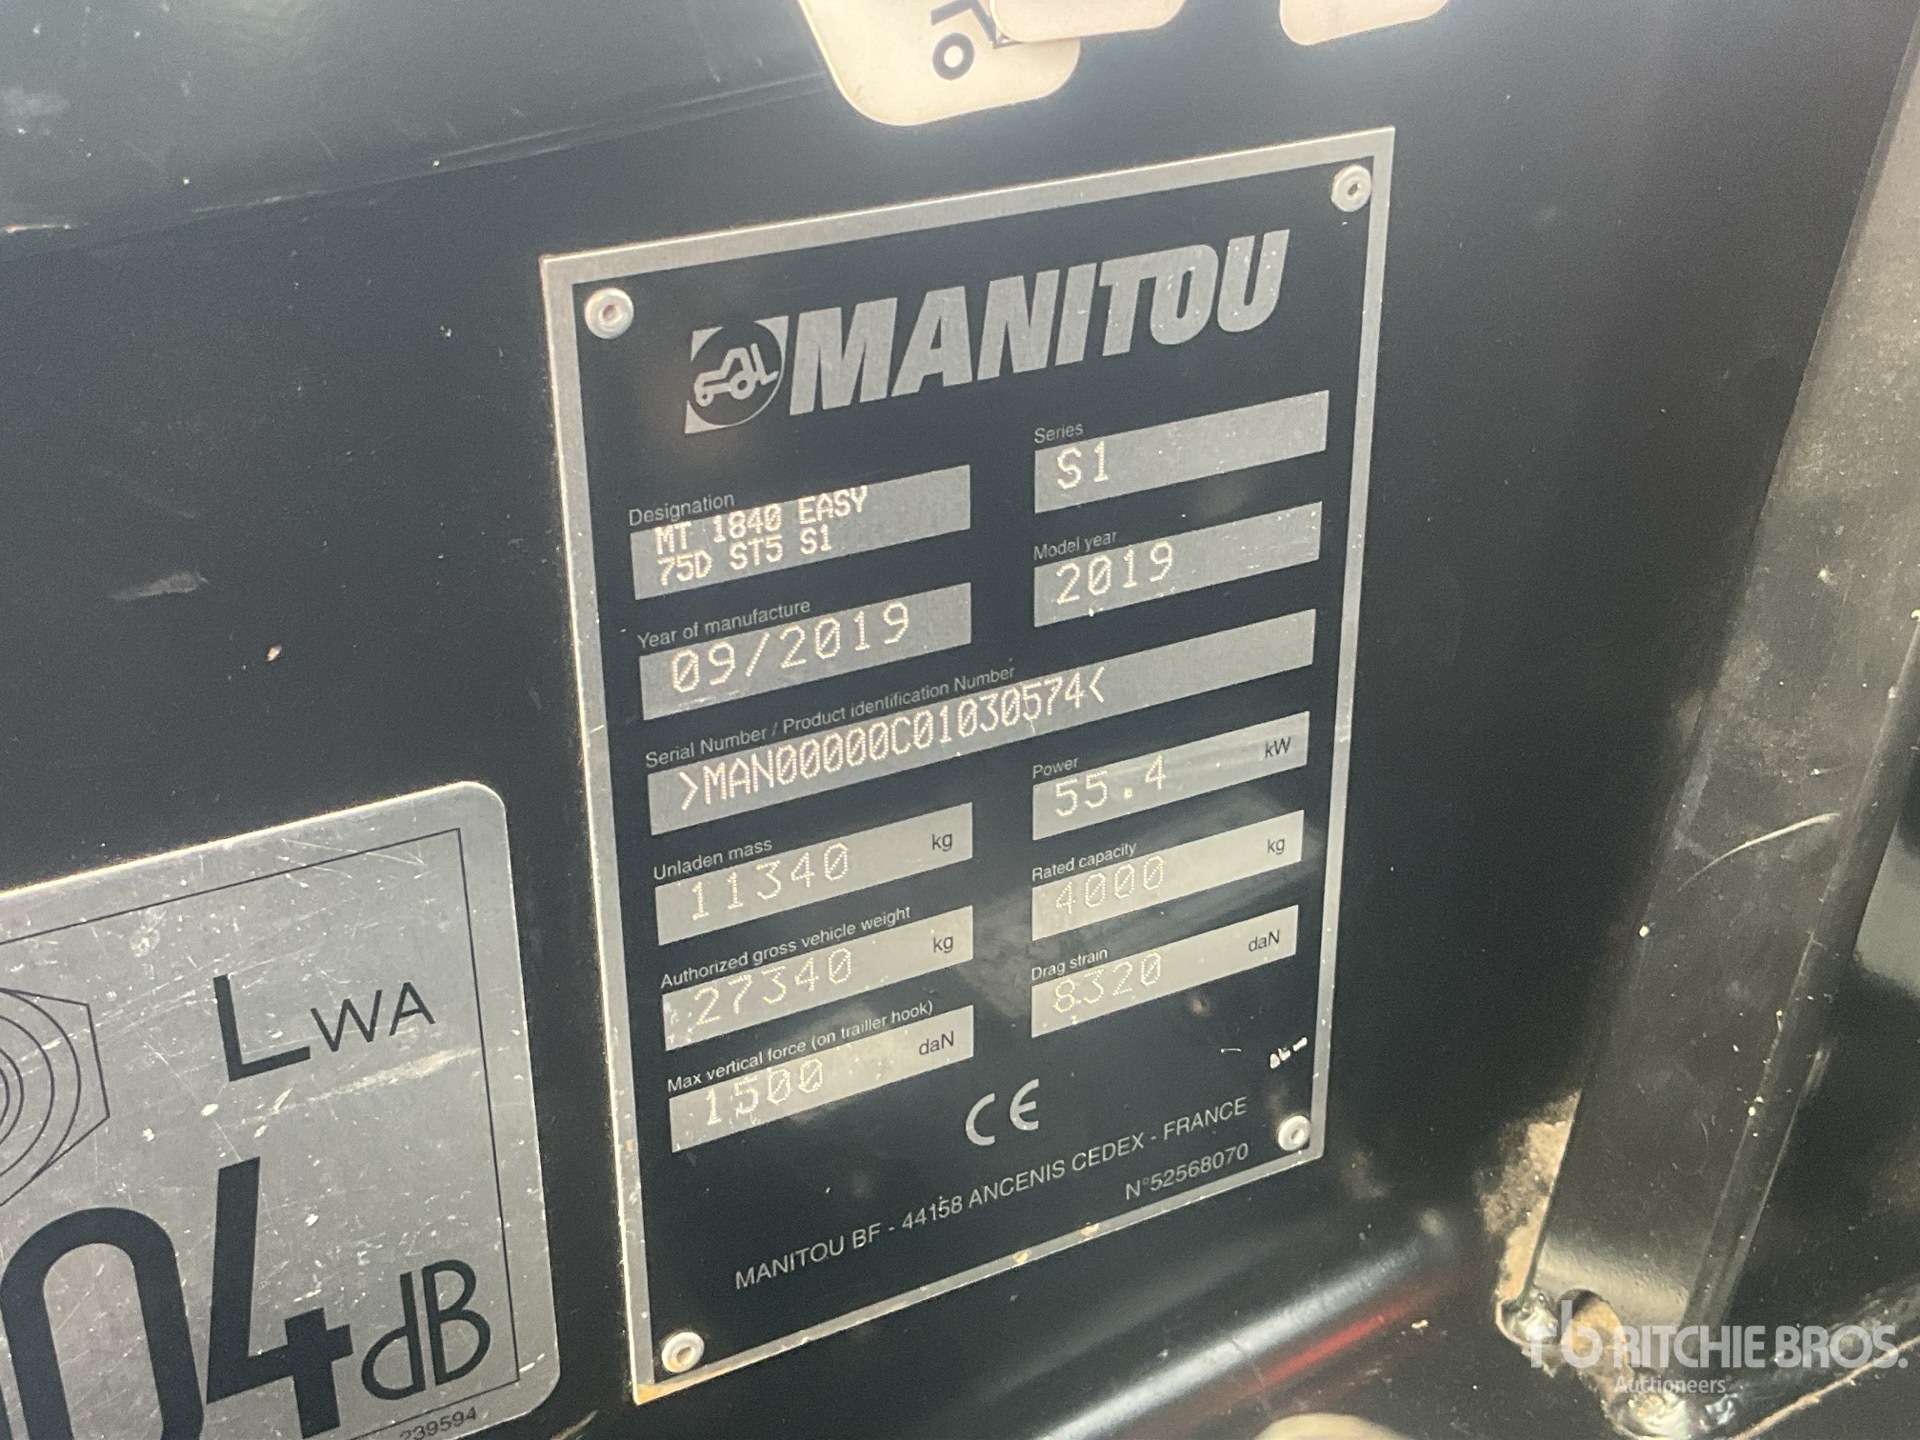 MANITOU
Designation
MT 1840 EASY
75D ST5 S1
Series
S1
Year of manufacture
09/2019
Model year
2019
Serial Number / Product identification Number
>MAN00000C01030574<
Unladen mass
11340 kg
Power
55.4 kW
Authorized gross vehicle weight
27340 kg
Rated capacity
4000 kg
Max vertical force (on trailler hook)
1500 daN
Drag strain
8320 daN
CE
MANITOU BF - 44158 ANCENIS CEDEX - FRANCE
N°52568070
LWA
04dB
239594
rb RITCHIE BROS.
Auctioneers